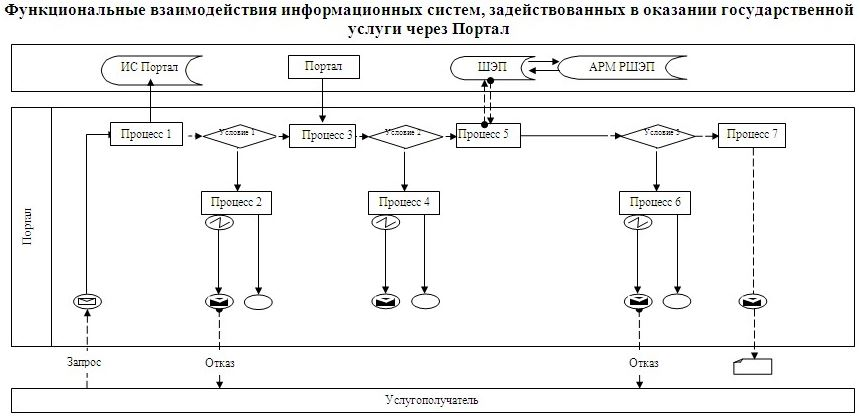 Функциональные взаимодействия информационных систем, задействованных в оказании государственной
услуги через Портал
ИС Портал
Портал
ШЭП
АРМ РШЭП
Портал
Процесс 1
Условие 1
Процесс 3
Условие 2
Процесс 5
Условие 3
Процесс 7
Процесс 2
Процесс 4
Процесс 6
Запрос
Отказ
Отказ
Услугополучатель